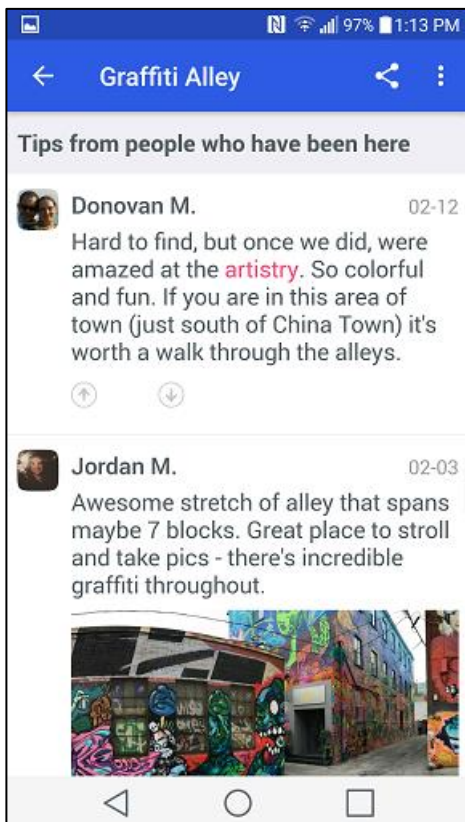 97% 1:13 PM
Graffiti Alley
Tips from people who have been here
Donovan M. 02-12
Hard to find, but once we did, were
amazed at the artistry. So colorful
and fun. If you are in this area of
town (just south of China Town) it's
worth a walk through the alleys.
Jordan M. 02-03
Awesome stretch of alley that spans
maybe 7 blocks. Great place to stroll
and take pics - there's incredible
graffiti throughout.